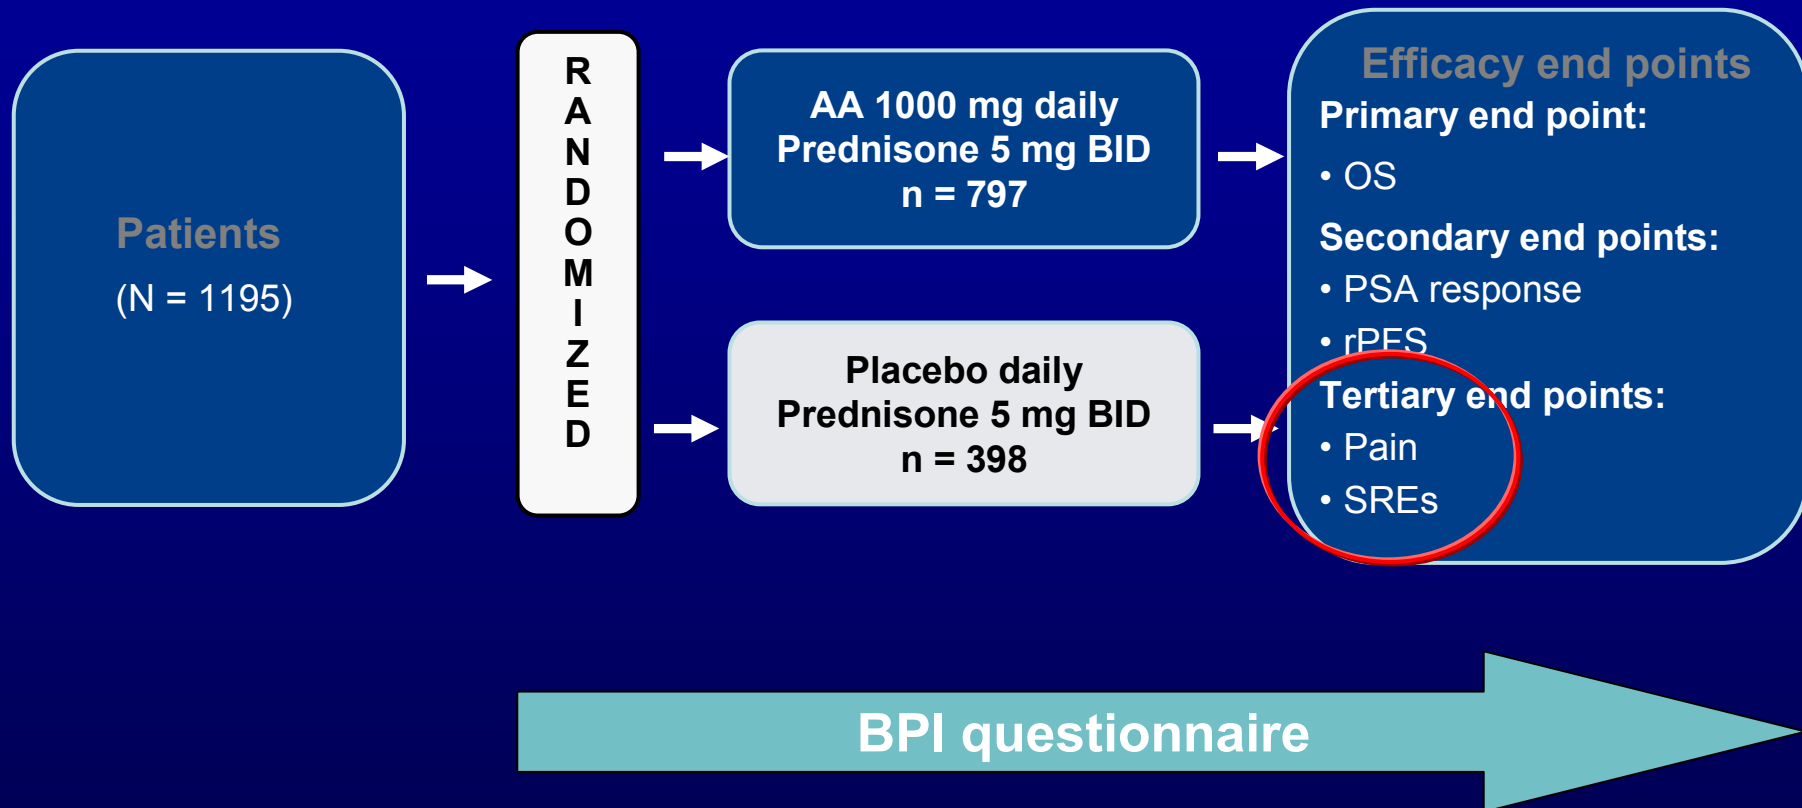 Patients
(N = 1195)
RANDOMIZED
AA 1000 mg daily
Prednisone 5 mg BID
n = 797
Placebo daily
Prednisone 5 mg BID
n = 398
Efficacy end points
Primary end point:
• OS
Secondary end points:
• PSA response
• rPFS
Tertiary end points:
• Pain
• SREs
BPI questionnaire